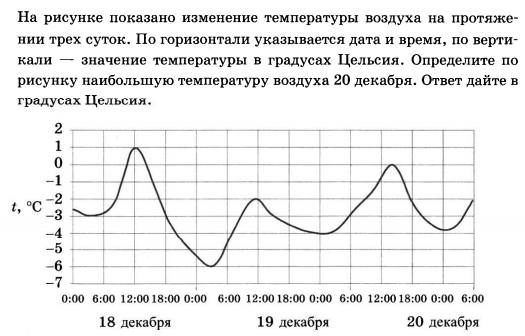 На рисунке показано изменение температуры воздуха на протяже-
нии трех суток. По горизонтали указывается дата и время, по верти-
кали — значение температуры в градусах Цельсия. Определите по
рисунку наибольшую температуру воздуха 20 декабря. Ответ дайте в
градусах Цельсия.
2
1
0
−1
t, °C −2
−3
−4
−5
−6
−7
0:00 6:00 12:00 18:00 0:00 6:00 12:00 18:00 0:00 6:00 12:00 18:00 0:00 6:00
18 декабря 19 декабря 20 декабря